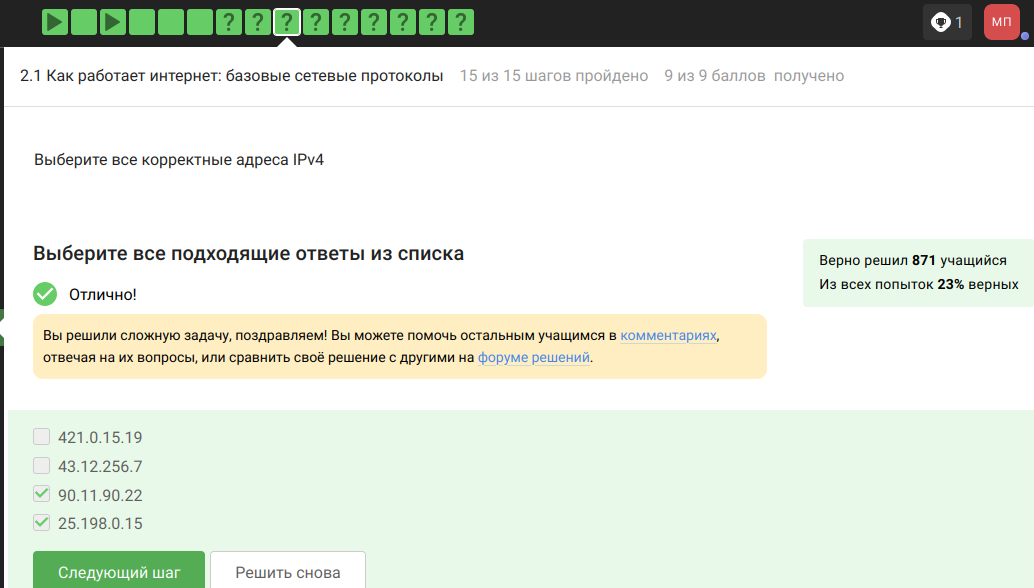 ? ? ? ? ? ? ? ? ?
1
МП
2.1 Как работает интернет: базовые сетевые протоколы 15 из 15 шагов пройдено 9 из 9 баллов получено
Выберите все корректные адреса IPv4
Выберите все подходящие ответы из списка
Верно решил 871 учащийся
Из всех попыток 23% верных
Отлично!
Вы решили сложную задачу, поздравляем! Вы можете помочь остальным учащимся в комментариях,
отвечая на их вопросы, или сравнить своё решение с другими на форуме решений.
421.0.15.19
43.12.256.7
90.11.90.22
25.198.0.15
Следующий шаг
Решить снова